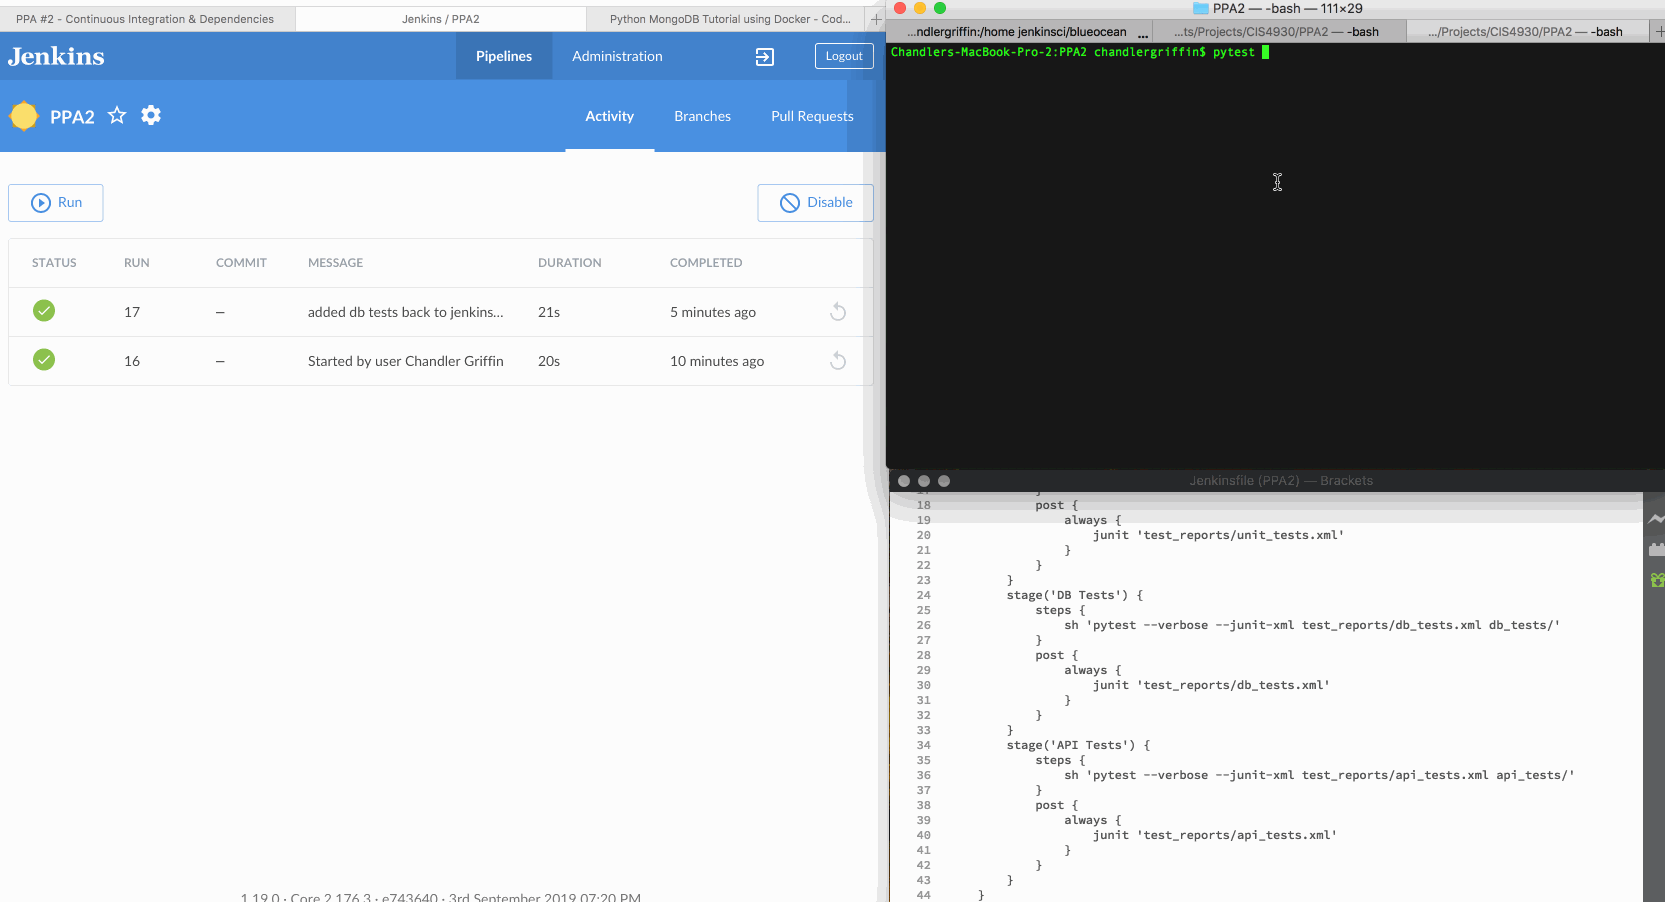 PPA #2 - Continuous Integration & Dependencies
Jenkins / PPA2
Python MongoDB Tutorial using Docker - Cod...
Jenkins
Pipelines
Administration
Logout
PPA2
Activity
Branches
Pull Requests
Run
Disable
STATUS RUN COMMIT MESSAGE DURATION COMPLETED
17 – added db tests back to jenkins... 21s 5 minutes ago
16 – Started by user Chandler Griffin 20s 10 minutes ago
1.19.0 · Core 2.176.3 · e743640 · 3rd September 2019 07:20 PM
PPA2 — -bash — 111×29
...ndlergriffin:/home jenkinsci/blueocean ...
...ts/Projects/CIS4930/PPA2 — -bash
.../Projects/CIS4930/PPA2 — -bash
Chandlers-MacBook-Pro-2:PPA2 chandlergriffin$ pytest
Jenkinsfile (PPA2) — Brackets
18 post {
19 always {
20 junit 'test_reports/unit_tests.xml'
21 }
22 }
23 }
24 stage('DB Tests') {
25 steps {
26 sh 'pytest --verbose --junit-xml test_reports/db_tests.xml db_tests/'
27 }
28 post {
29 always {
30 junit 'test_reports/db_tests.xml'
31 }
32 }
33 }
34 stage('API Tests') {
35 steps {
36 sh 'pytest --verbose --junit-xml test_reports/api_tests.xml api_tests/'
37 }
38 post {
39 always {
40 junit 'test_reports/api_tests.xml'
41 }
42 }
43 }
44 }